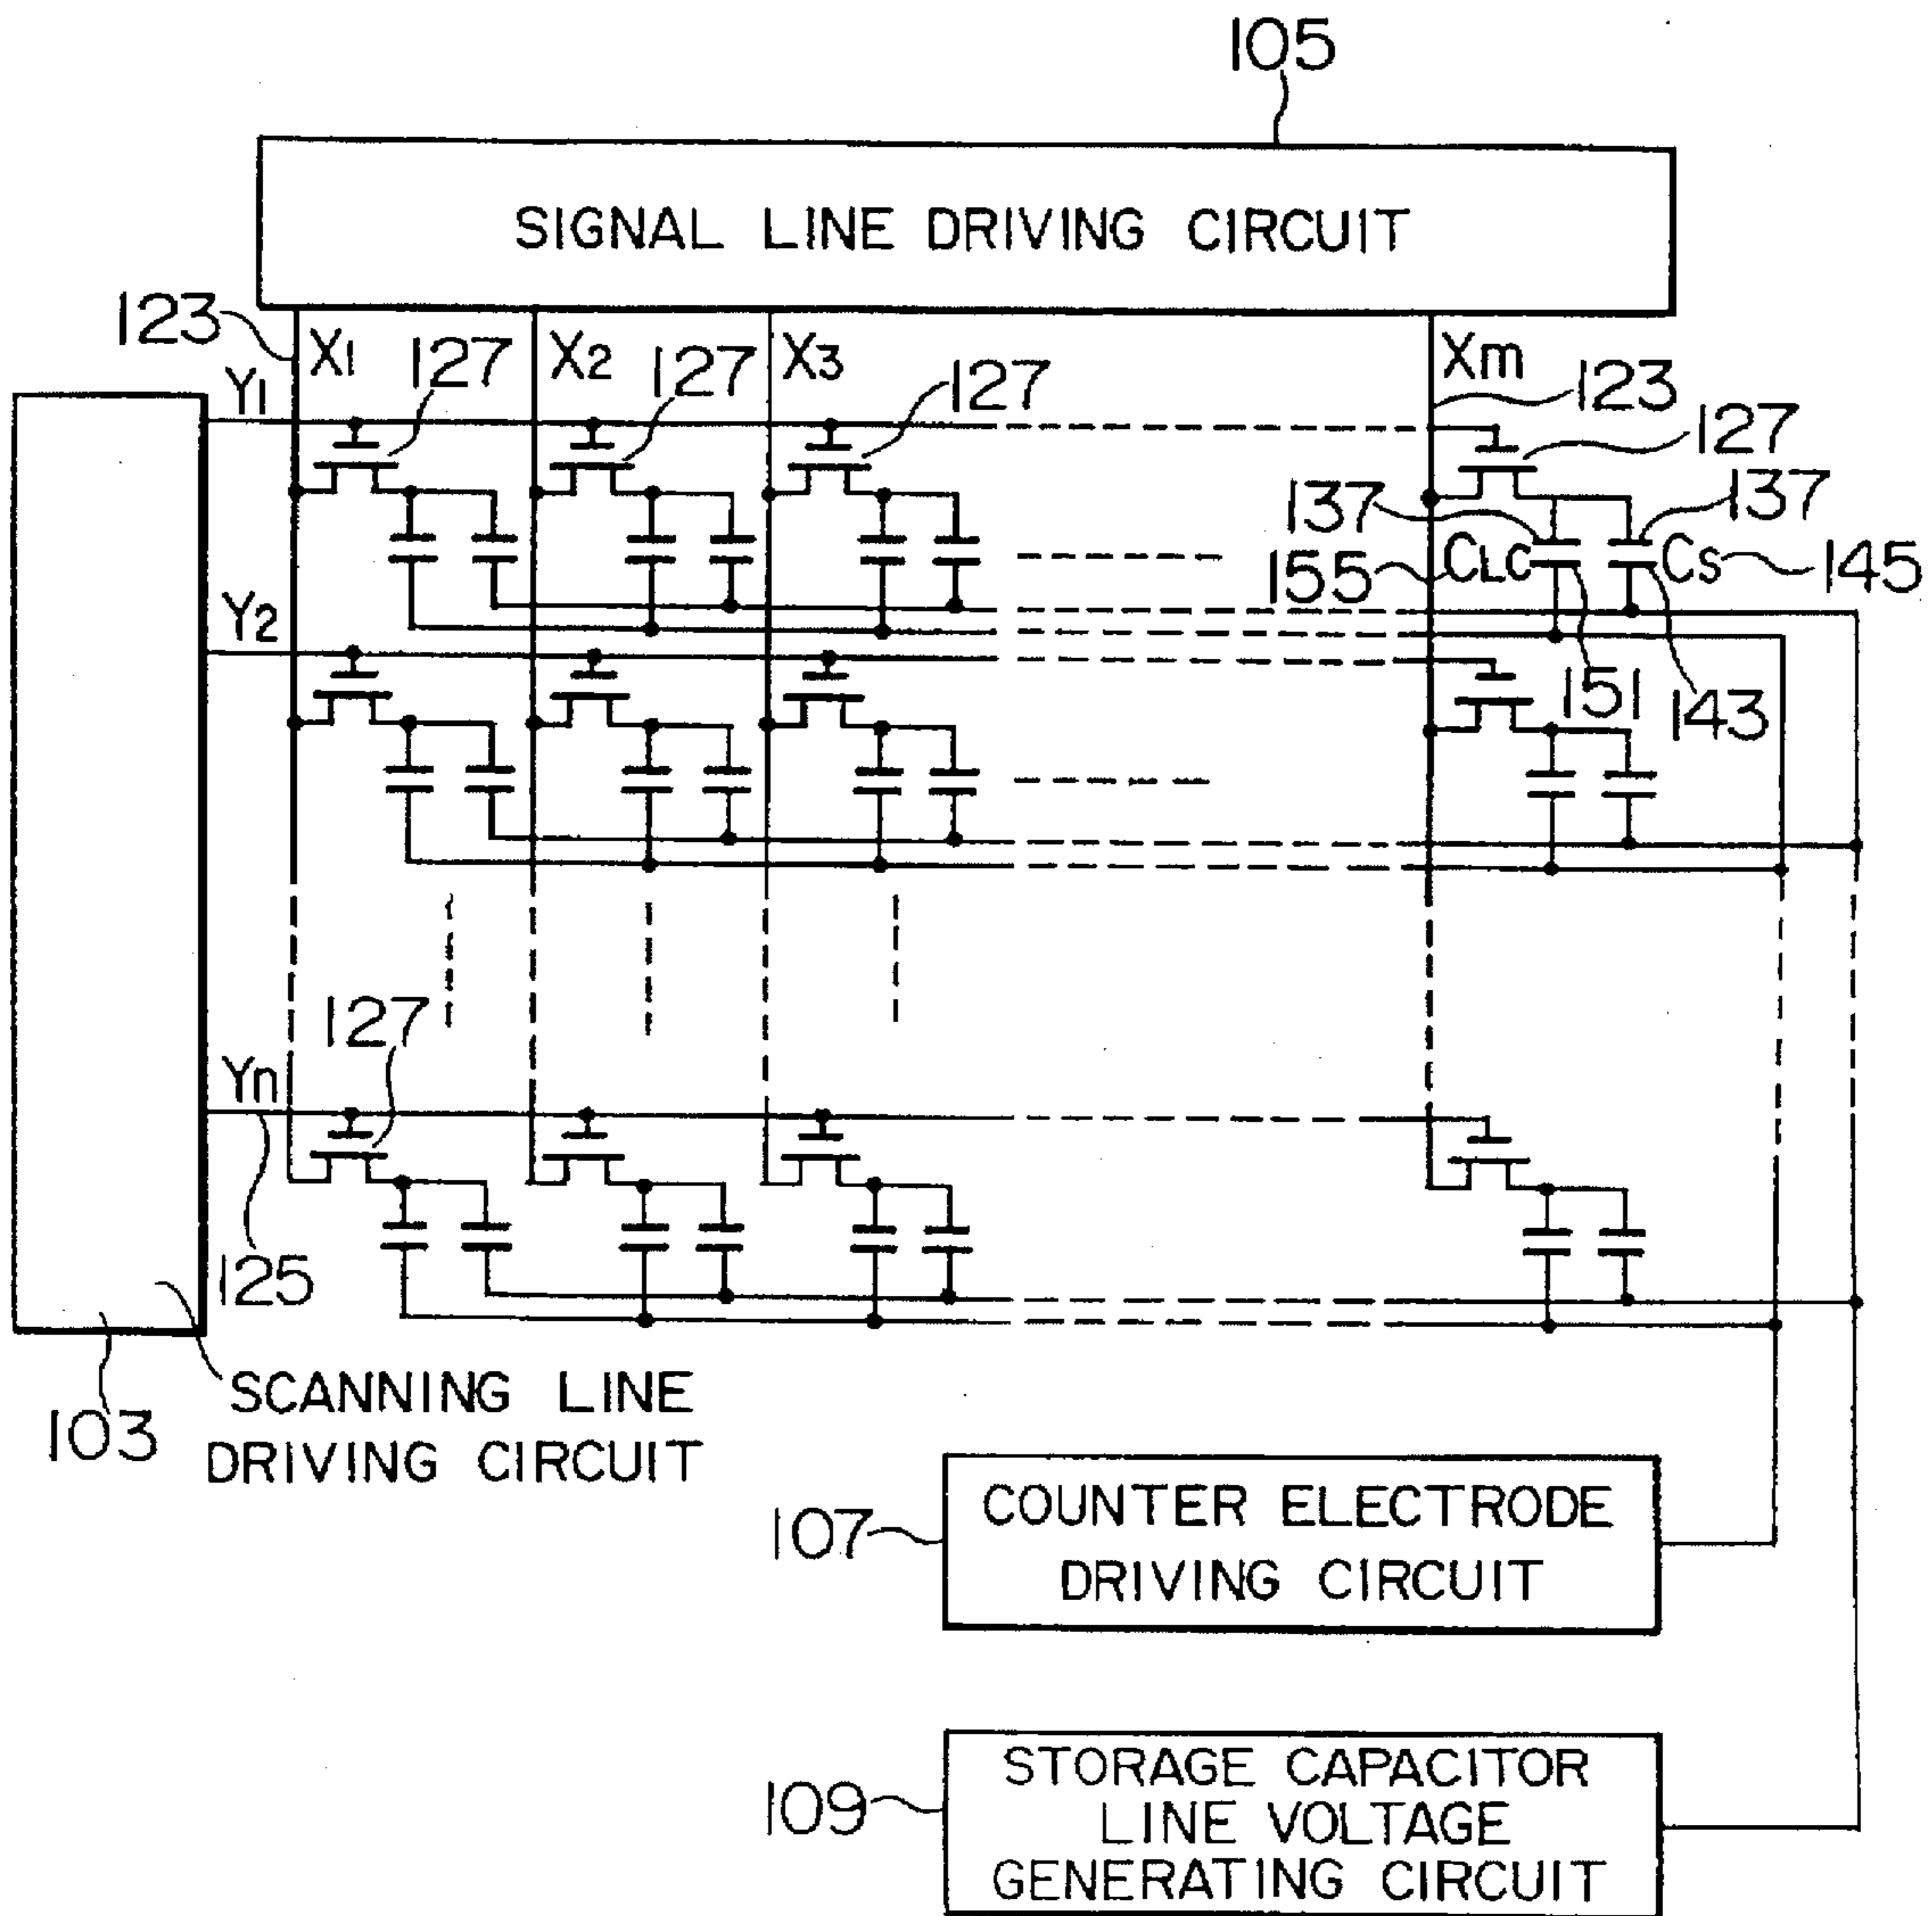 105
SIGNAL LINE DRIVING CIRCUIT
123 X1 127 X2 127 X3 127 Xm 123
Y1
127
137 137
155 CLC Cs 145
Y2
151 143
127
Yn
125
SCANNING LINE
DRIVING CIRCUIT
103
107 COUNTER ELECTRODE
DRIVING CIRCUIT
109 STORAGE CAPACITOR
LINE VOLTAGE
GENERATING CIRCUIT